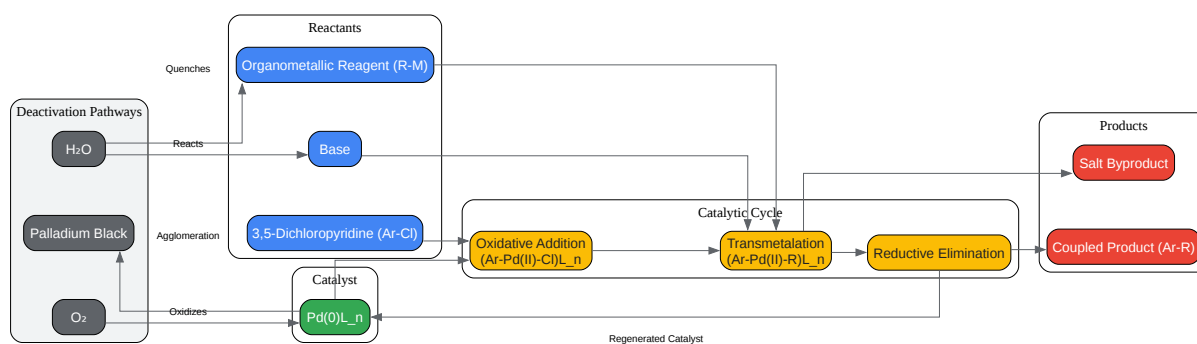 Reactants
Organometallic Reagent (R-M)
Quenches
Deactivation Pathways
H₂O
Reacts
Base
Products
Salt Byproduct
Palladium Black
Agglomeration
3,5-Dichloropyridine (Ar-Cl)
Catalytic Cycle
Oxidative Addition
(Ar-Pd(II)-Cl)L_n
Transmetalation
(Ar-Pd(II)-R)L_n
Reductive Elimination
Coupled Product (Ar-R)
Catalyst
O₂
Oxidizes
Pd(0)L_n
Regenerated Catalyst